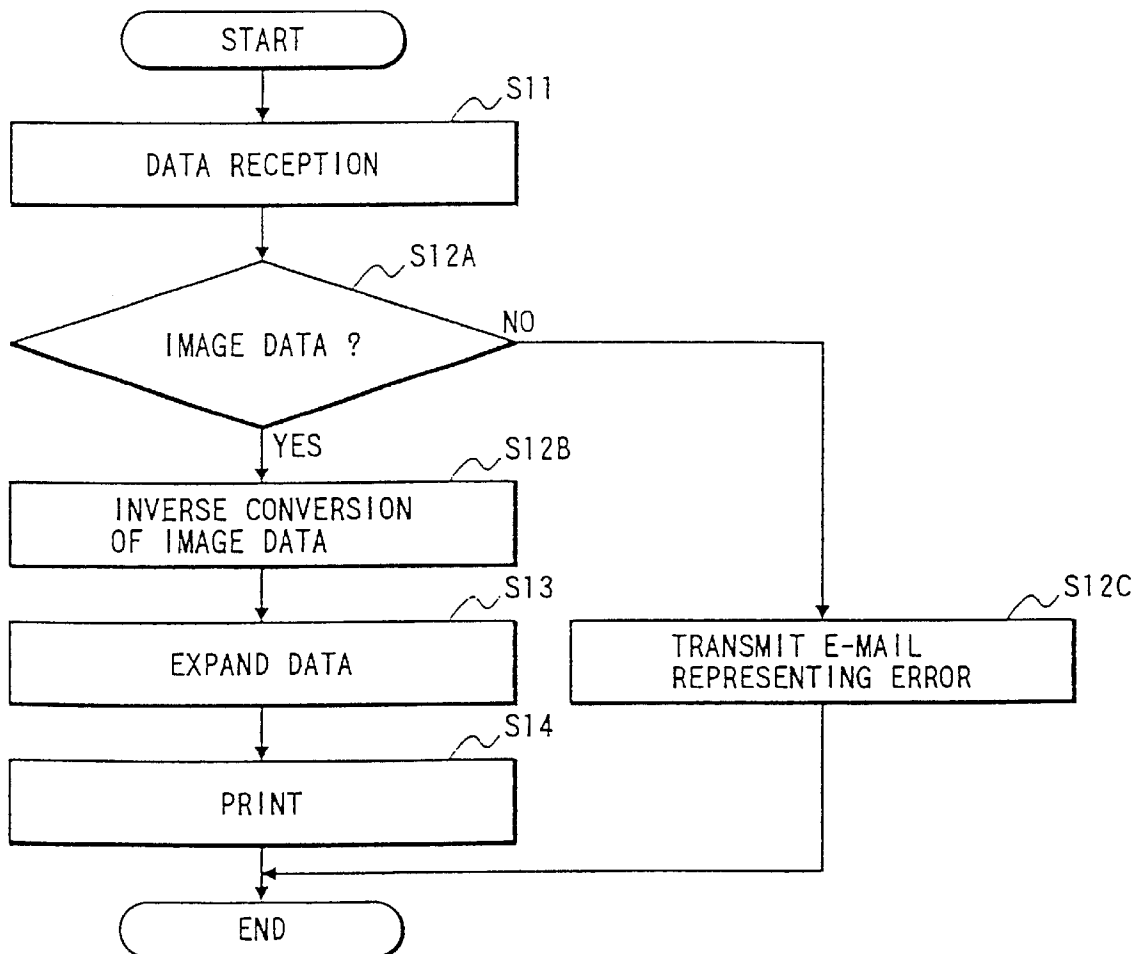 START
S11
DATA RECEPTION
S12A
IMAGE DATA ?
NO
YES
S12B
INVERSE CONVERSION
OF IMAGE DATA
S13
EXPAND DATA
S12C
TRANSMIT E-MAIL
REPRESENTING ERROR
S14
PRINT
END